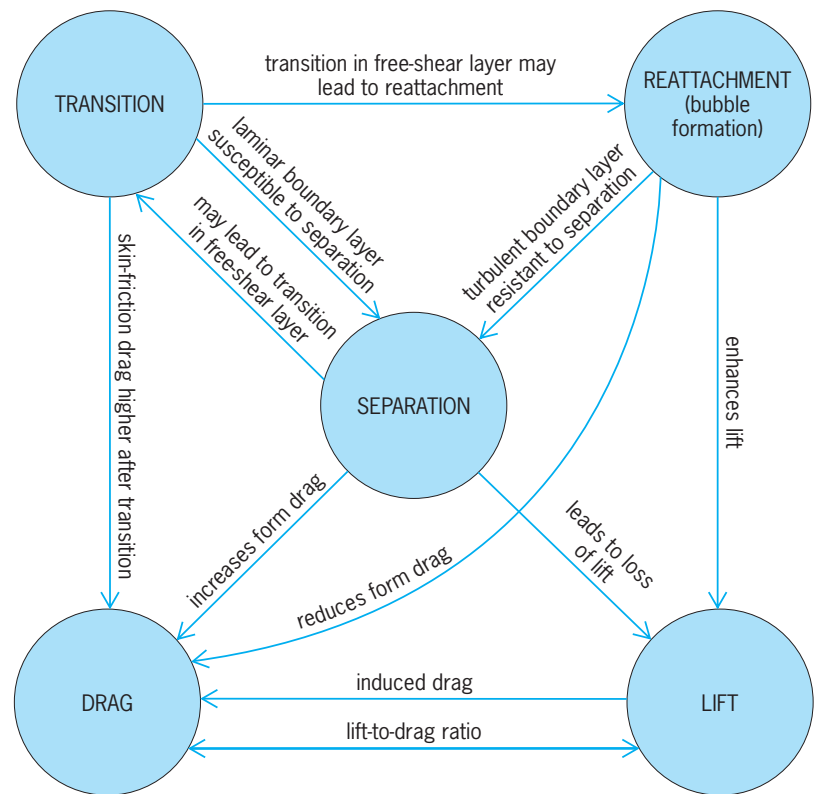 transition in free-shear layer may
lead to reattachment
TRANSITION
REATTACHMENT
(bubble
formation)
laminar boundary layer
susceptible to separation
may lead to transition
in free-shear layer
turbulent boundary layer
resistant to separation
skin-friction drag higher after transition
SEPARATION
enhances lift
increases form drag
leads to loss
of lift
reduces form drag
DRAG
induced drag
LIFT
lift-to-drag ratio